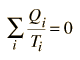 ∑_i Q_i/T_i = 0